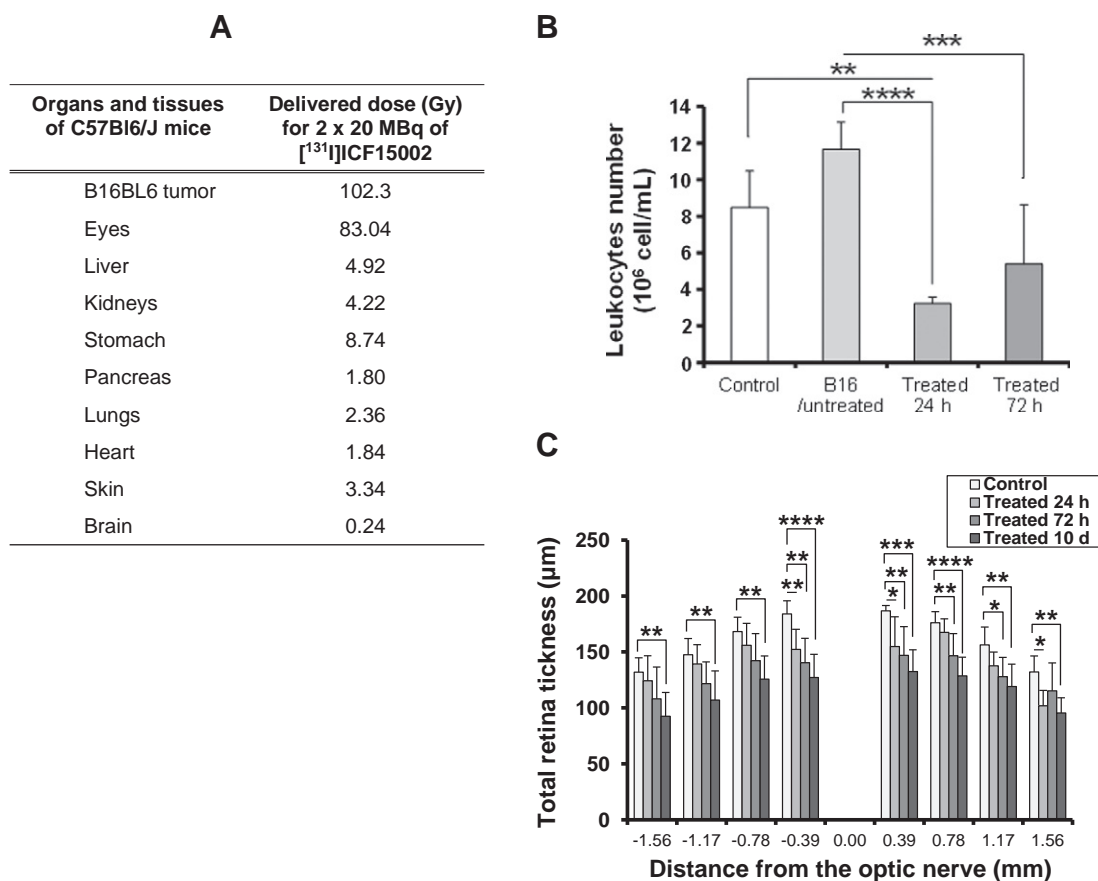 A
Organs and tissues
of C57Bl6/J mice
Delivered dose (Gy)
for 2 x 20 MBq of
[¹³¹I]ICF15002
B16BL6 tumor 102.3
Eyes 83.04
Liver 4.92
Kidneys 4.22
Stomach 8.74
Pancreas 1.80
Lungs 2.36
Heart 1.84
Skin 3.34
Brain 0.24
B
***
**
****
Leukocytes number
(10⁶ cell/mL)
14
12
10
8
6
4
2
0
Control
B16
/untreated
Treated
24 h
Treated
72 h
C
Control
Treated 24 h
Treated 72 h
Treated 10 d
Total retina tickness (µm)
250
200
150
100
50
0
**
**
**
****
**
**
***
**
*
****
**
**
*
**
*
-1.56 -1.17 -0.78 -0.39 0.00 0.39 0.78 1.17 1.56
Distance from the optic nerve (mm)